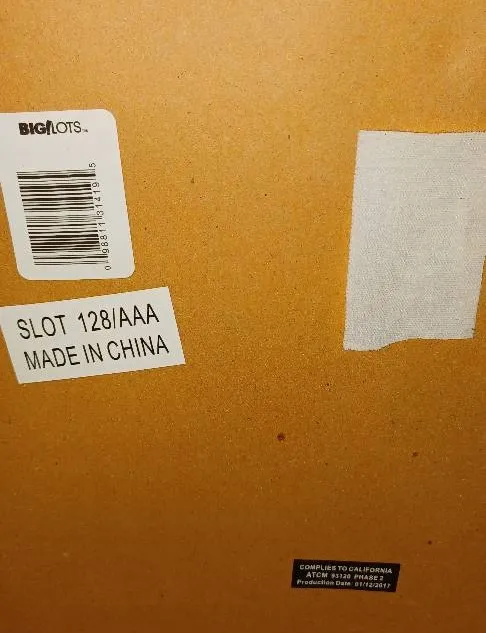 BIG/LOTS™
0 98811 31419 5
SLOT 128/AAA
MADE IN CHINA
COMPLIES TO CALIFORNIA
ATCM 93120 PHASE 2
Production Date 01/12/2017